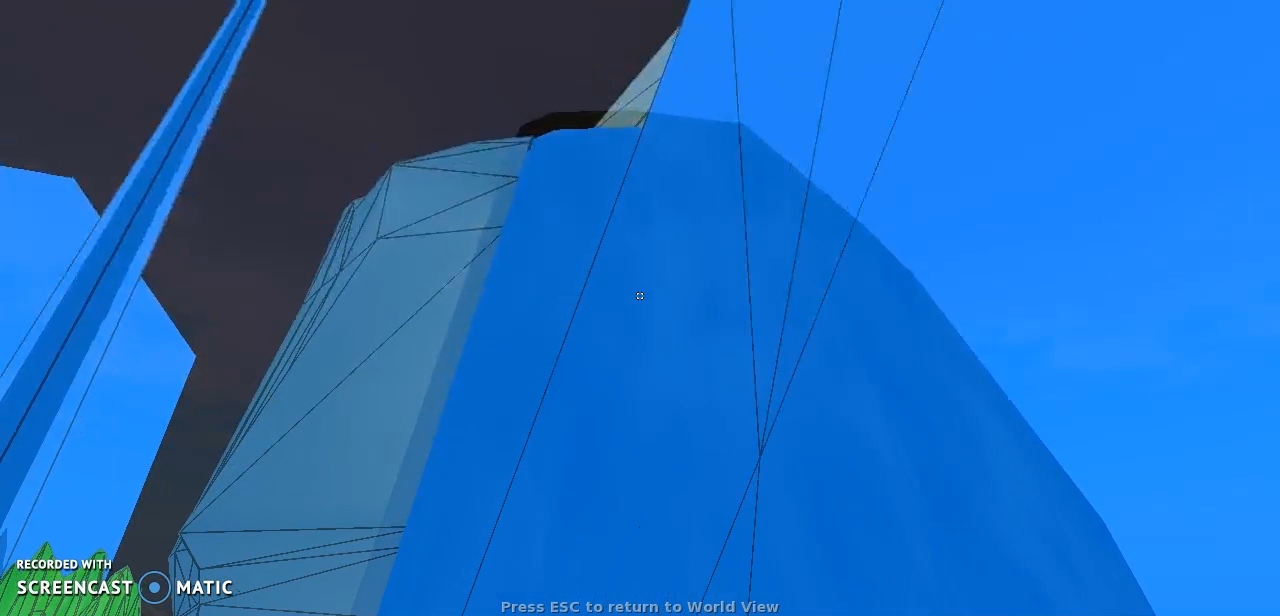 RECORDED WITH
SCREENCAST MATIC
Press ESC to return to World View